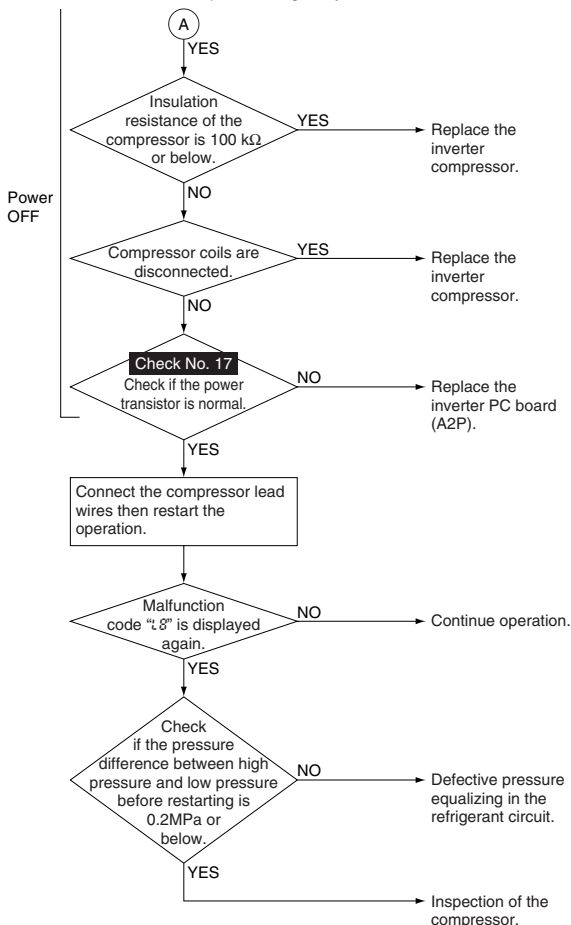 A
YES
Insulation
resistance of the
compressor is 100 kΩ
or below.
YES
Replace the
inverter
compressor.
NO
Power
OFF
Compressor coils are
disconnected.
YES
Replace the
inverter
compressor.
NO
Check No. 17
Check if the power
transistor is normal.
NO
Replace the
inverter PC board
(A2P).
YES
Connect the compressor lead
wires then restart the
operation.
Malfunction
code “L8” is displayed
again.
NO
Continue operation.
YES
Check
if the pressure
difference between high
pressure and low pressure
before restarting is
0.2MPa or
below.
NO
Defective pressure
equalizing in the
refrigerant circuit.
YES
Inspection of the
compressor.